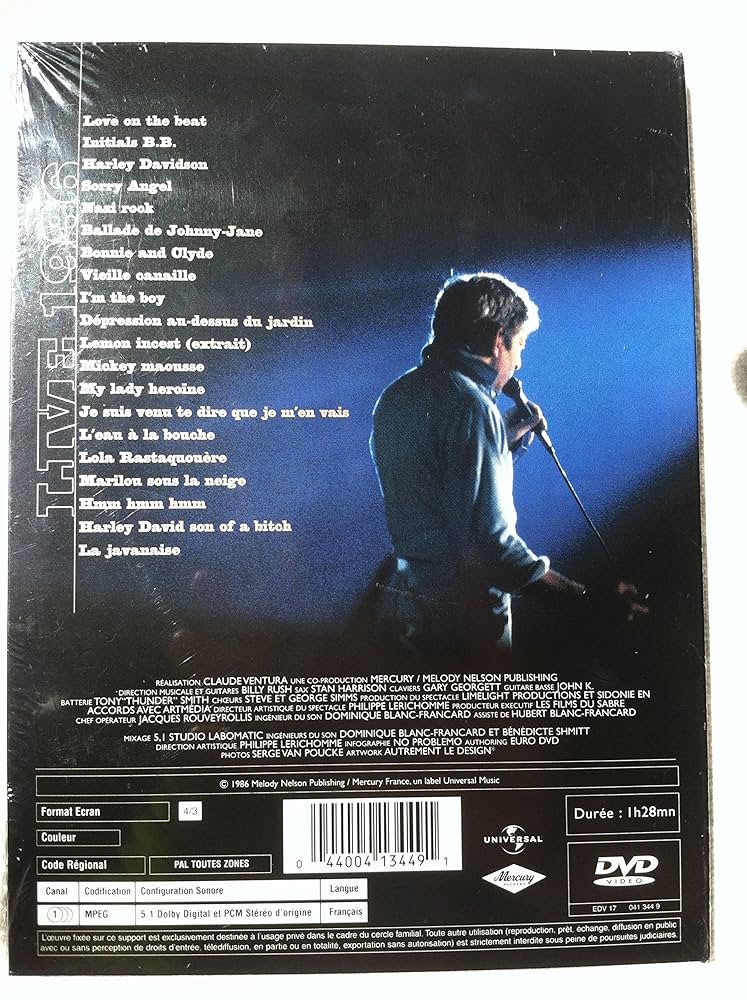 LIVE 1986
Love on the beat
Initials B.B.
Harley Davidson
Sorry Angel
Nazi rock
Ballade de Johnny-Jane
Bonnie and Clyde
Vieille canaille
I'm the boy
Dépression au-dessus du jardin
Lemon incest (extrait)
Mickey maousse
My lady heroïne
Je suis venu te dire que je m'en vais
L'eau à la bouche
Lola Rastaquouère
Marilou sous la neige
Hmm hmm hmm
Harley David son of a bitch
La javanaise
RÉALISATION CLAUDE VENTURA UNE CO-PRODUCTION MERCURY / MELODY NELSON PUBLISHING
DIRECTION MUSICALE ET GUITARES BILLY RUSH SAX STAN HARRISON CLAVIERS GARY GEORGETT GUITARE BASSE JOHN K.
BATTERIE TONY "THUNDER" SMITH CHŒURS STEVE ET GEORGE SIMMS PRODUCTION DU SPECTACLE LIMELIGHT PRODUCTIONS ET SIDONIE EN
ACCORDS AVEC ARTMÉDIA DIRECTEUR ARTISTIQUE DU SPECTACLE PHILIPPE LERICHOMME PRODUCTEUR EXECUTIF LES FILMS DU SABRE
CHEF OPÉRATEUR JACQUES ROUVEYROLLIS INGÉNIEUR DU SON DOMINIQUE BLANC-FRANCARD ASSISTÉ DE HUBERT BLANC-FRANCARD
MIXAGE 5,1 STUDIO LABOMATIC INGÉNIEURS DU SON DOMINIQUE BLANC-FRANCARD ET BÉNÉDICTE SHMITT
DIRECTION ARTISTIQUE PHILIPPE LERICHOMME INFOGRAPHIE NO PROBLEMO AUTHORING EURO DVD
PHOTOS SERGE VAN POUCKE ARTWORK AUTREMENT LE DESIGN®
© 1986 Melody Nelson Publishing / Mercury France, un label Universal Music
Format Ecran 4/3
Couleur
Code Régional PAL TOUTES ZONES
Canal Codification Configuration Sonore Langue
1 MPEG 5.1 Dolby Digital et PCM Stéréo d'origine Français
0 44004 13449 1
UNIVERSAL
Mercury
RECORDS
Durée : 1h28mn
DVD
VIDEO
EDV 17 041 344 9
L'œuvre fixée sur ce support est exclusivement destinée à l'usage privé dans le cadre du cercle familial. Toute autre utilisation (reproduction, prêt, échange, diffusion en public
avec ou sans perception de droits d'entrée, télédiffusion, en partie ou en totalité, exportation sans autorisation) est strictement interdite sous peine de poursuites judiciaires.